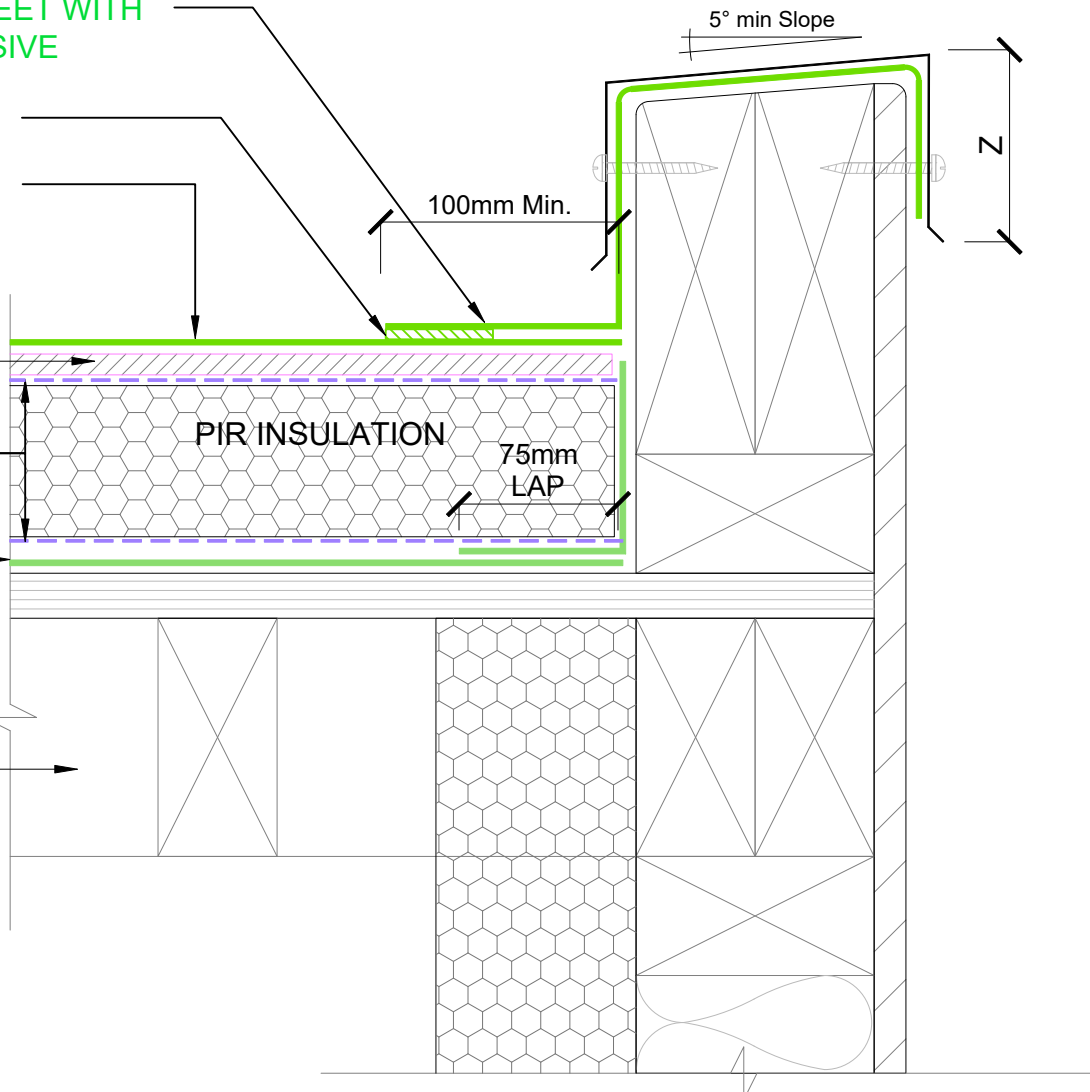 EET WITH
SIVE
5° min Slope
Z
100mm Min.
PIR INSULATION
75mm
LAP